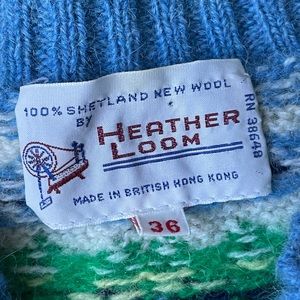 100% SHETLAND NEW WOOL
BY
HEATHER
LOOM
MADE IN BRITISH HONG KONG
RN 38648
36